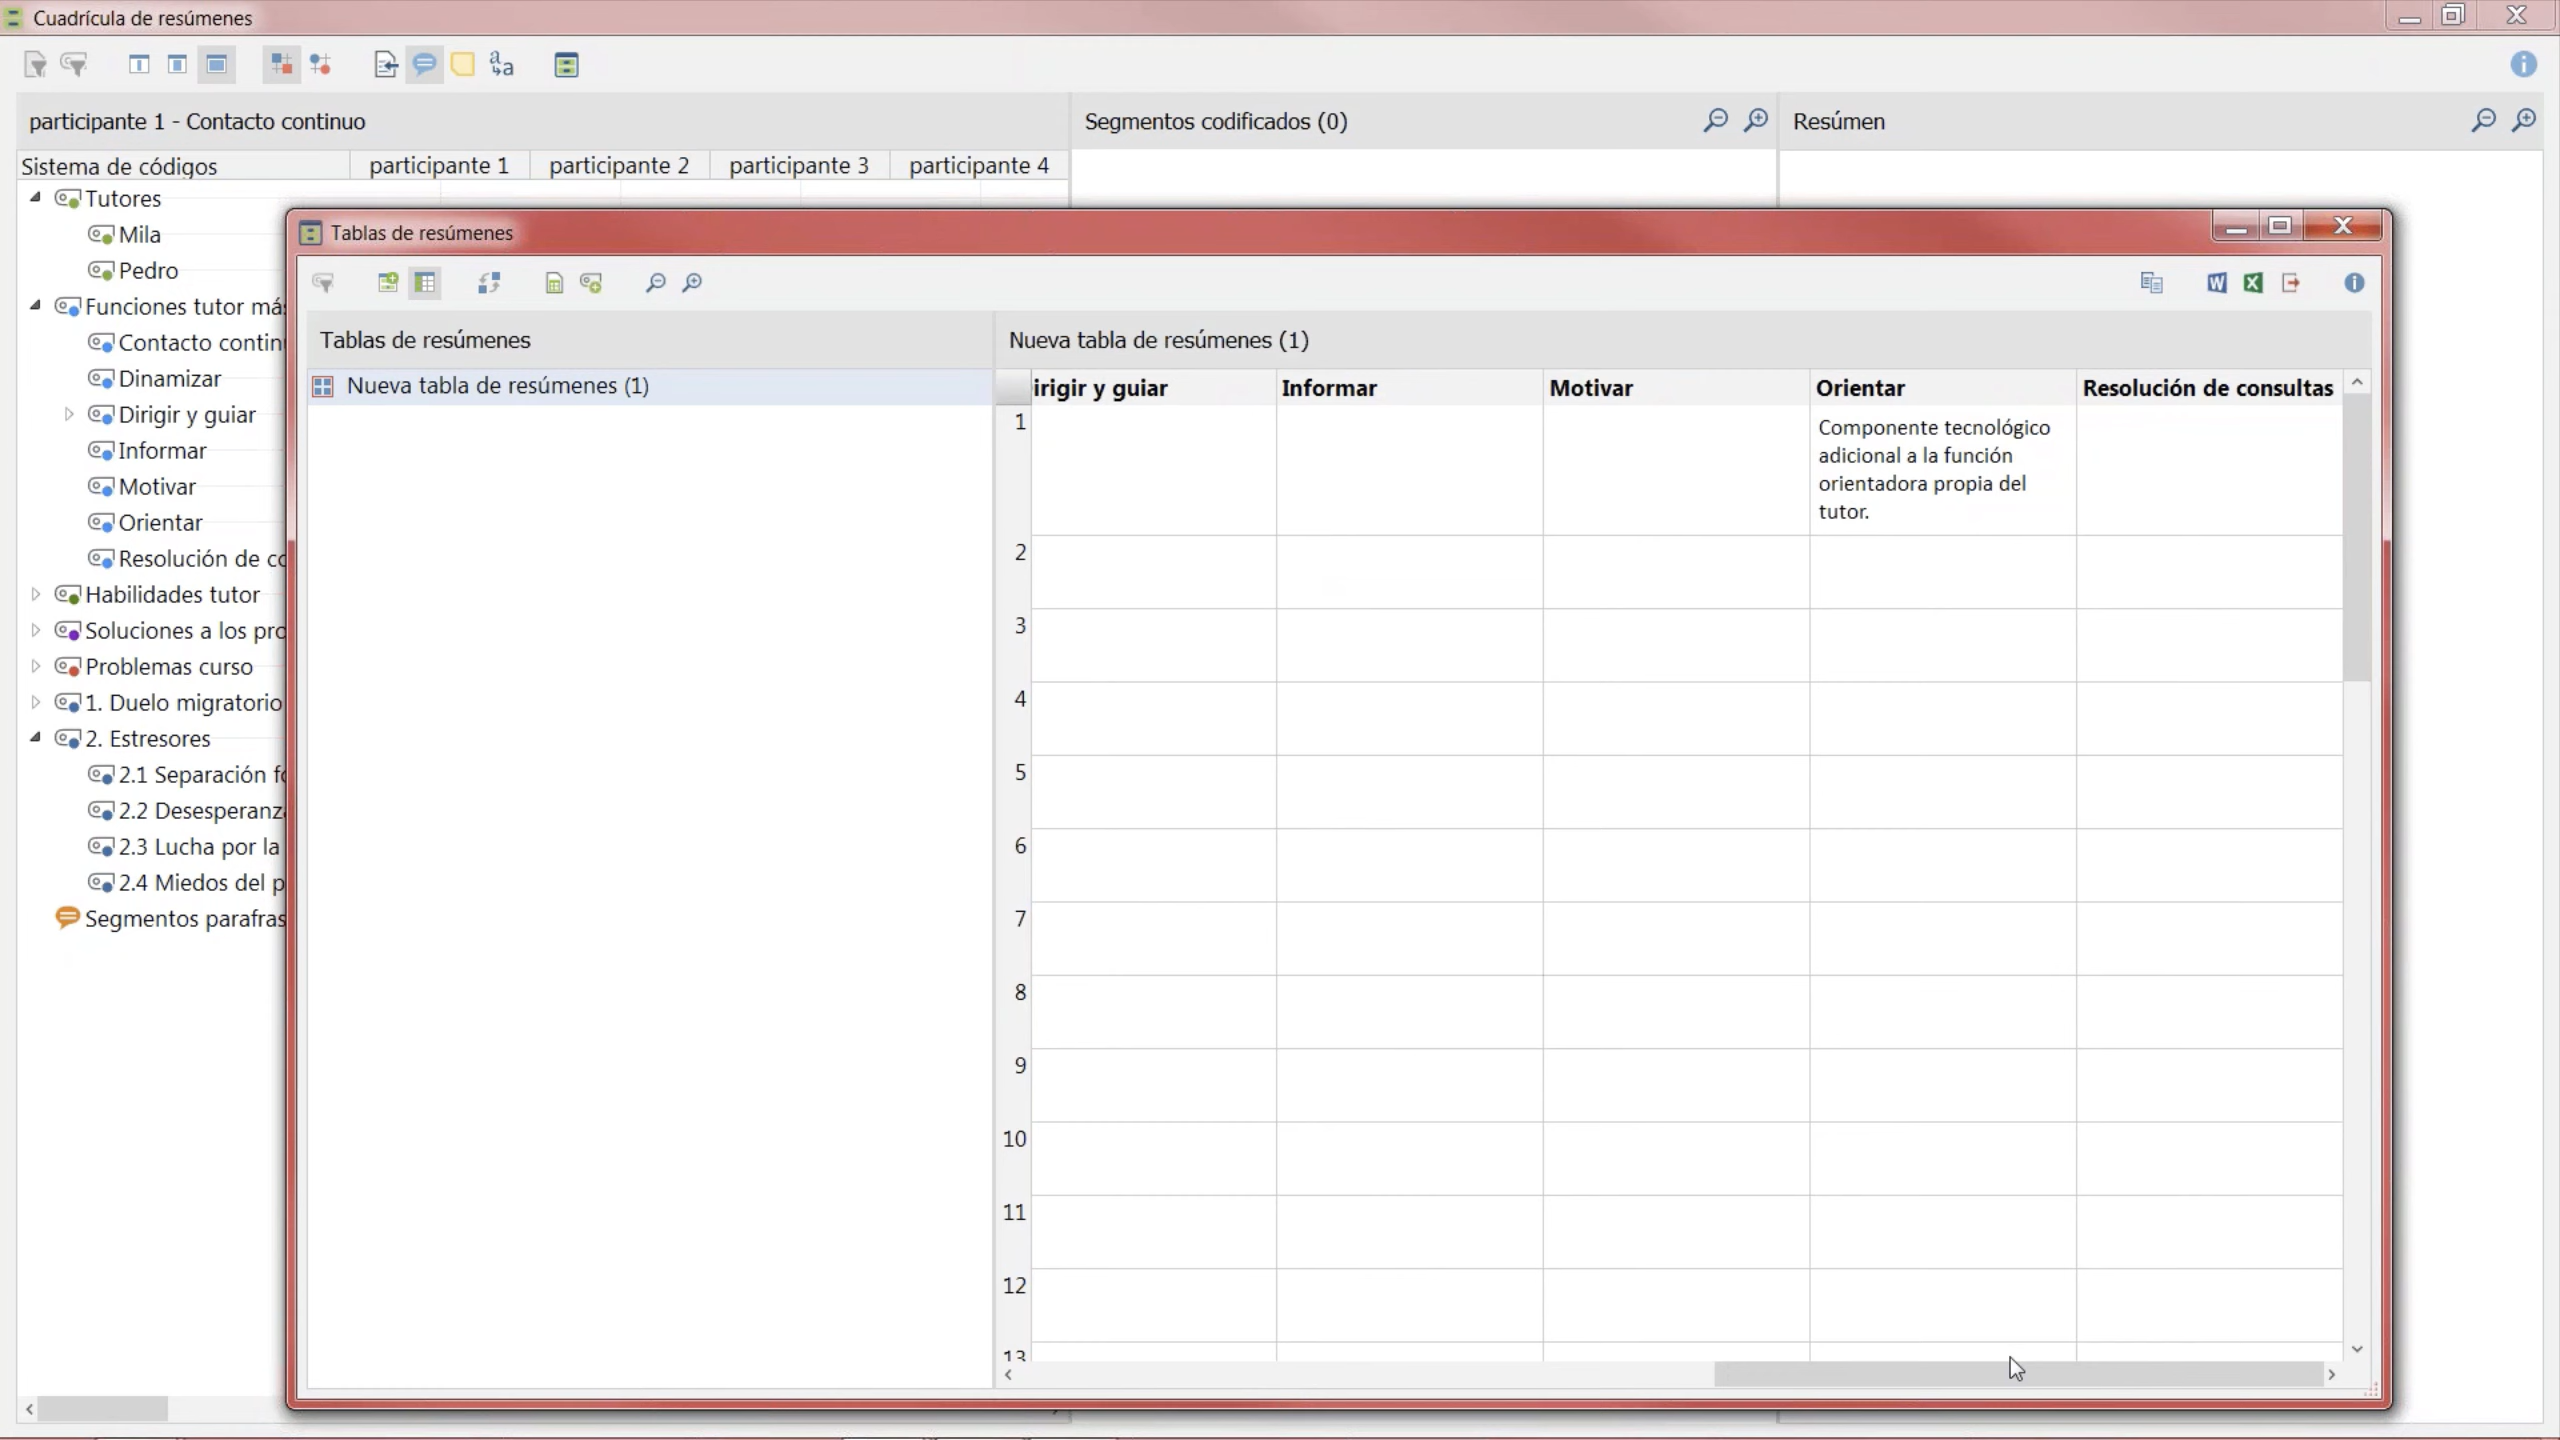 Cuadrícula de resúmenes
participante 1 - Contacto continuo
Segmentos codificados (0)
Resúmen
Sistema de códigos
participante 1
participante 2
participante 3
participante 4
Tutores
Mila
Pedro
Funciones tutor más
Contacto contin
Dinamizar
Dirigir y guiar
Informar
Motivar
Orientar
Resolución de co
Habilidades tutor
Soluciones a los pro
Problemas curso
1. Duelo migratorio
2. Estresores
2.1 Separación fo
2.2 Desesperanza
2.3 Lucha por la
2.4 Miedos del p
Segmentos parafras
Tablas de resúmenes
Tablas de resúmenes
Nueva tabla de resúmenes (1)
Nueva tabla de resúmenes (1)
irigir y guiar
Informar
Motivar
Orientar
Resolución de consultas
1
Componente tecnológico
adicional a la función
orientadora propia del
tutor.
2
3
4
5
6
7
8
9
10
11
12
13